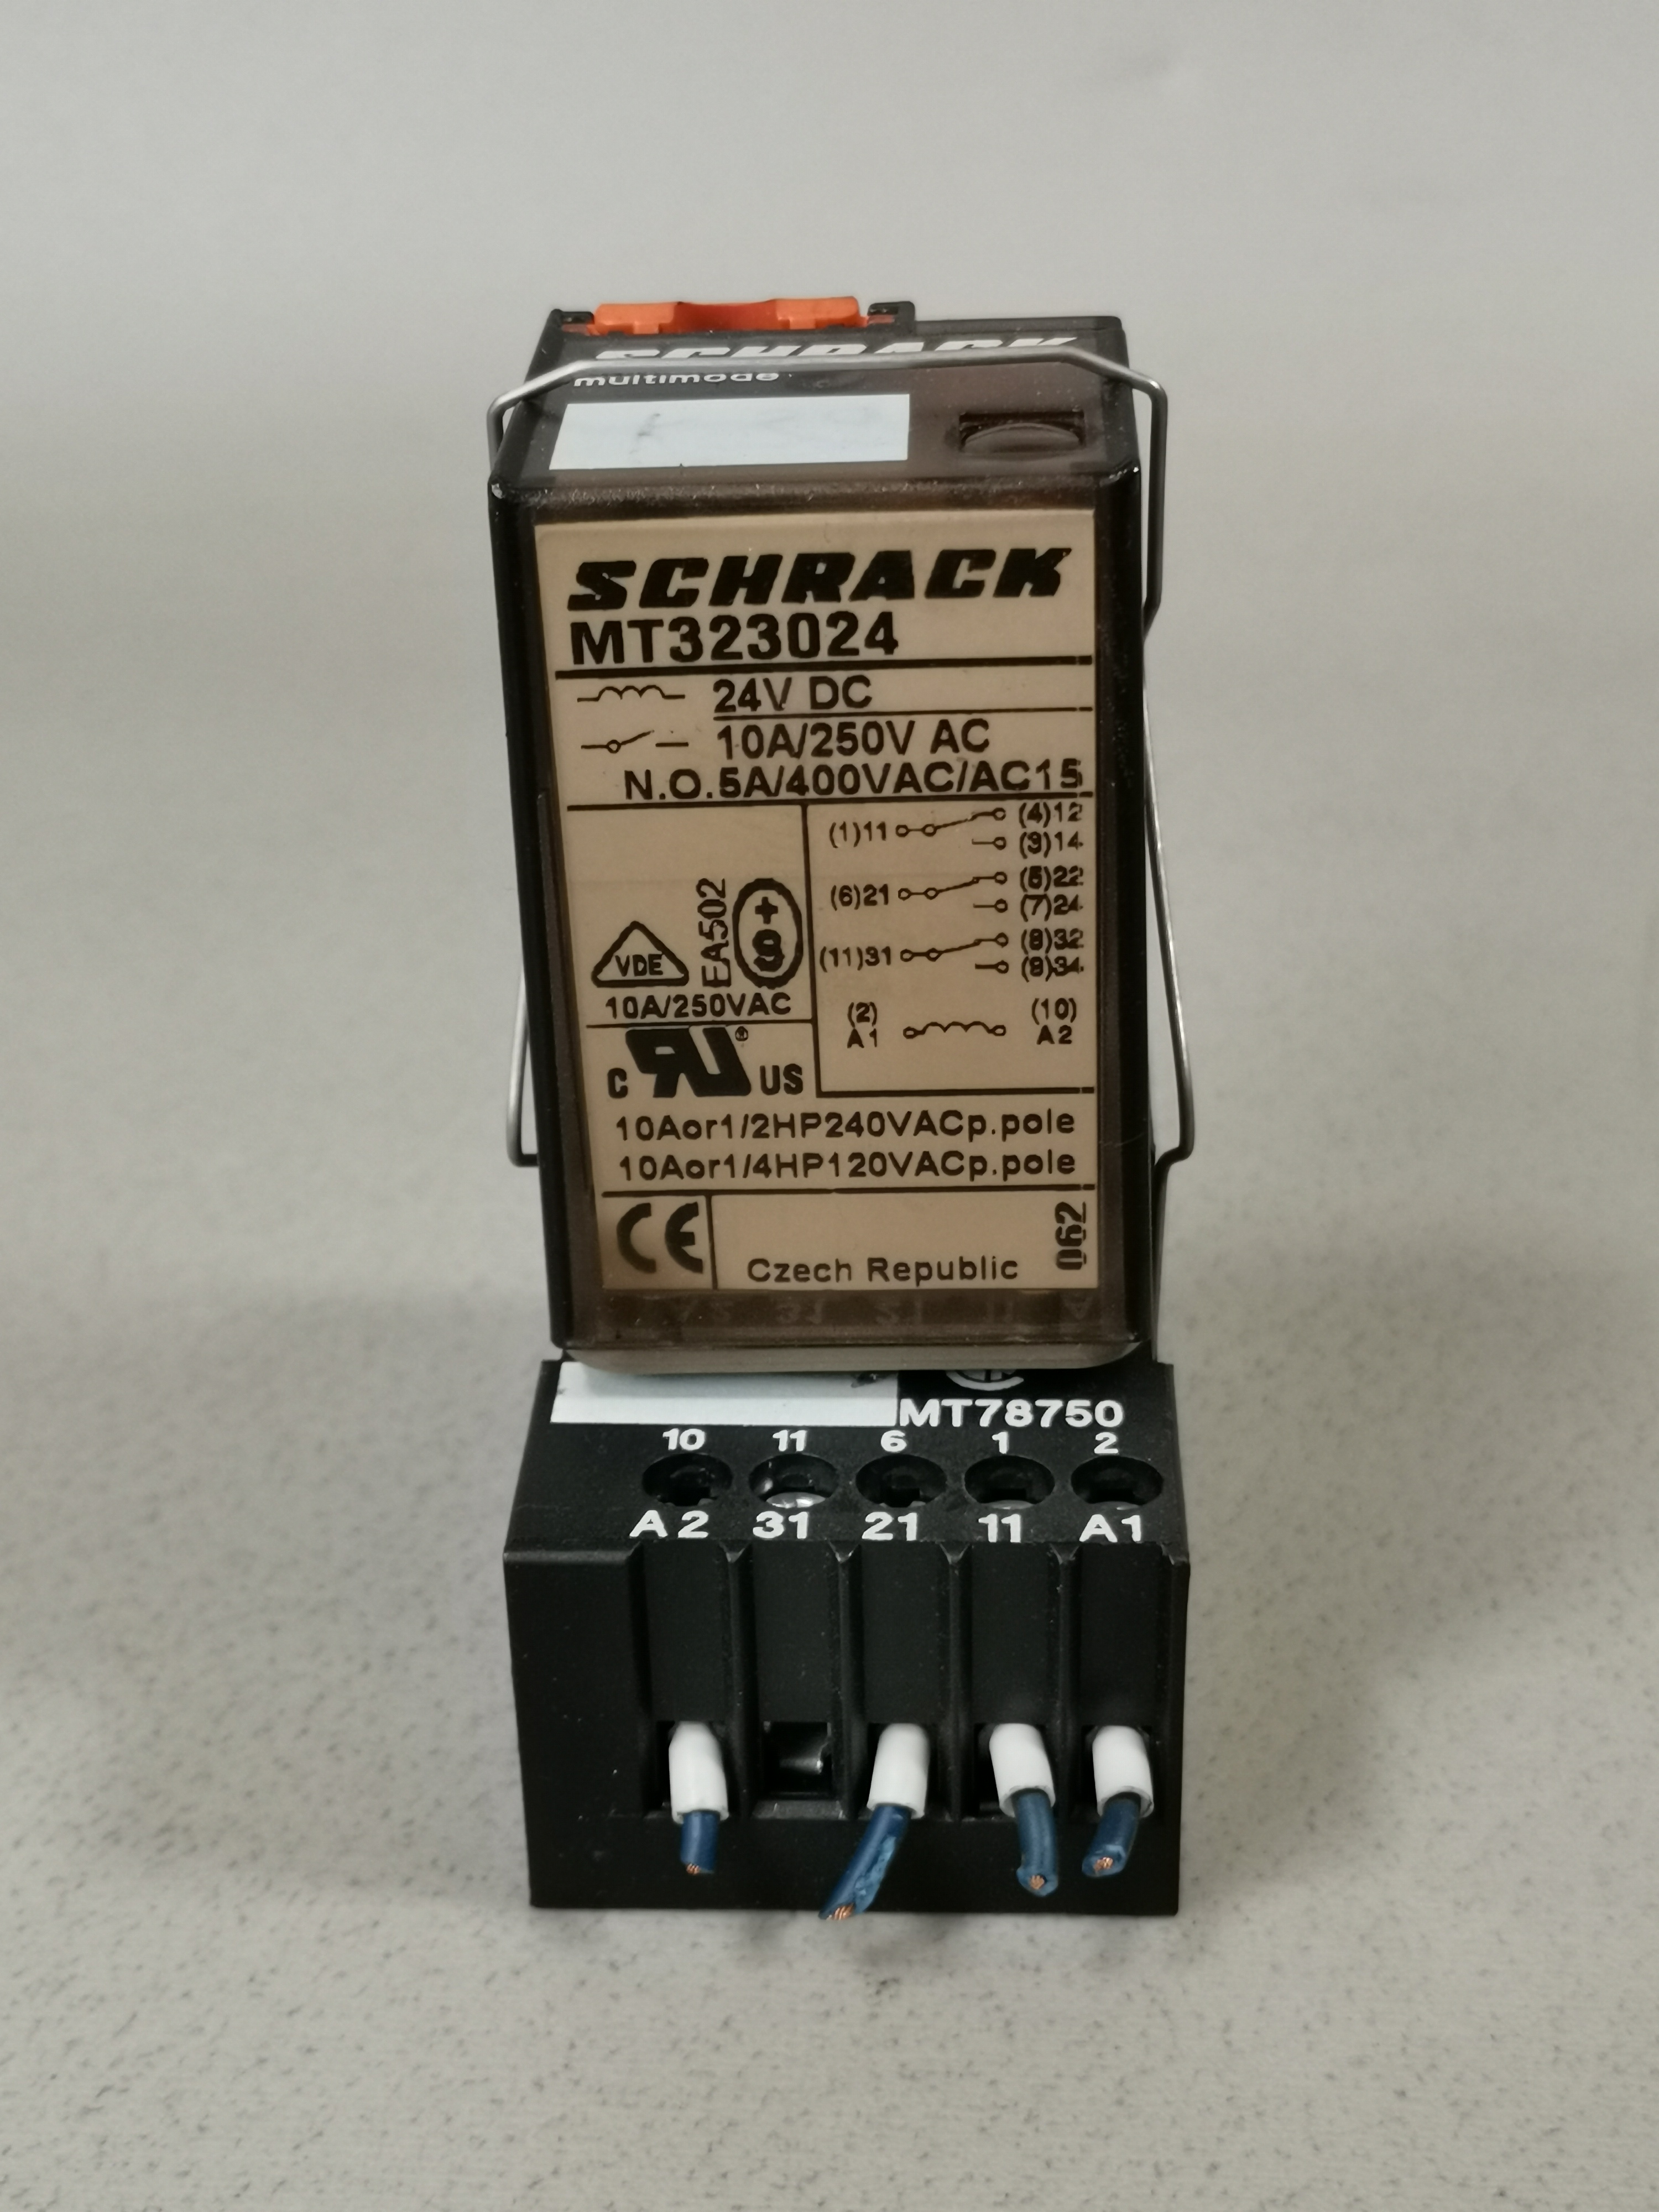 SCHRACK
multimode
SCHRACK
MT323024
24V DC
10A/250V AC
N.O.5A/400VAC/AC15
(1)11 (4)12
(3)14
(6)21 (5)22
(7)24
(11)31 (8)32
(9)34
EA502
+
S
VDE
10A/250VAC
(2) (10)
A1 A2
C RU® US
10Aor1/2HP240VACp.pole
10Aor1/4HP120VACp.pole
CE
Czech Republic
062
MT78750
10 11 6 1 2
A2 31 21 11 A1